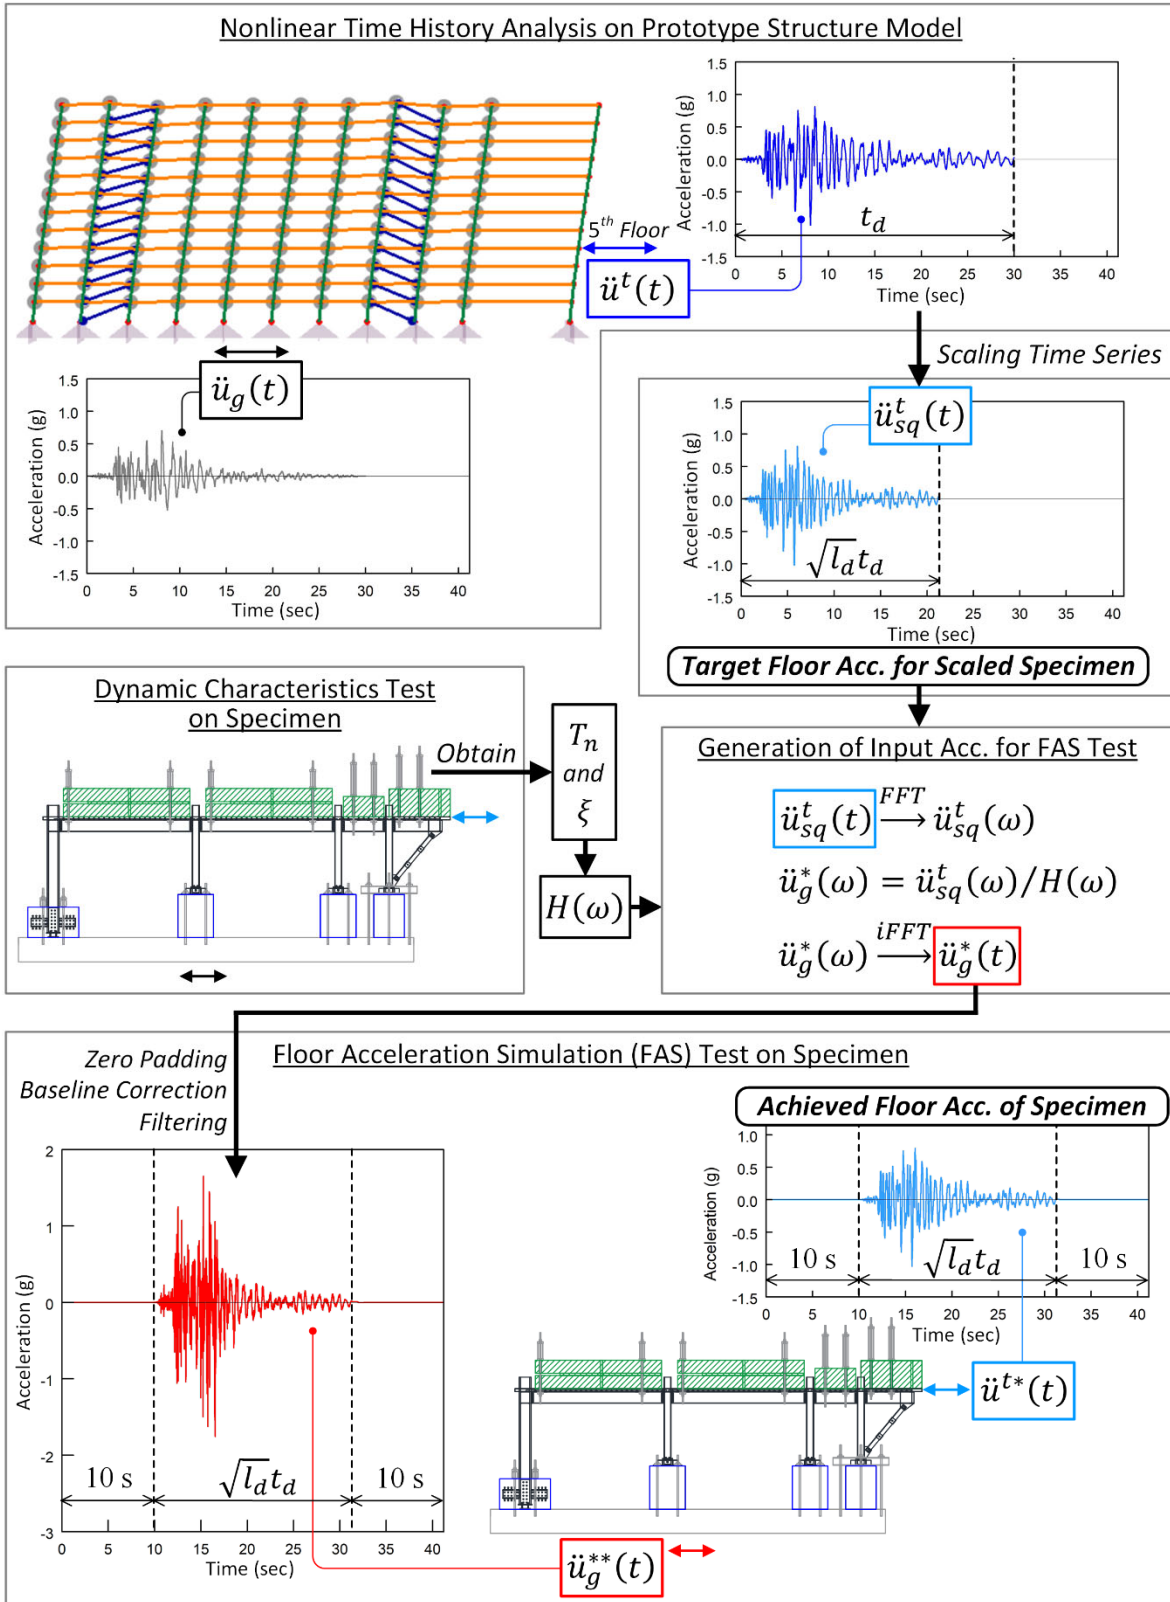 Nonlinear Time History Analysis on Prototype Structure Model
1.5
1.0
0.5
0.0
-0.5
-1.0
-1.5
Acceleration (g)
t_d
0 5 10 15 20 25 30 35 40
Time (sec)
5th Floor
ü^t(t)
Scaling Time Series
ü_g(t)
1.5
1.0
0.5
0.0
-0.5
-1.0
-1.5
Acceleration (g)
0 5 10 15 20 25 30 35 40
Time (sec)
ü^t_sq(t)
1.5
1.0
0.5
0.0
-0.5
-1.0
-1.5
Acceleration (g)
√l_d t_d
0 5 10 15 20 25 30 35 40
Time (sec)
Target Floor Acc. for Scaled Specimen
Dynamic Characteristics Test
on Specimen
Obtain
T_n
and
ξ
H(ω)
Generation of Input Acc. for FAS Test
ü^t_sq(t) FFT→ ü^t_sq(ω)
ü*_g(ω) = ü^t_sq(ω)/H(ω)
ü*_g(ω) iFFT→ ü*_g(t)
Zero Padding
Baseline Correction
Filtering
Floor Acceleration Simulation (FAS) Test on Specimen
2
1
0
-1
-2
-3
Acceleration (g)
10 s √l_d t_d 10 s
0 5 10 15 20 25 30 35 40
Time (sec)
Achieved Floor Acc. of Specimen
1.0
0.5
0.0
-0.5
-1.0
-1.5
Acceleration (g)
10 s √l_d t_d 10 s
0 5 10 15 20 25 30 35 40
Time (sec)
ü^t*(t)
ü**_g(t)